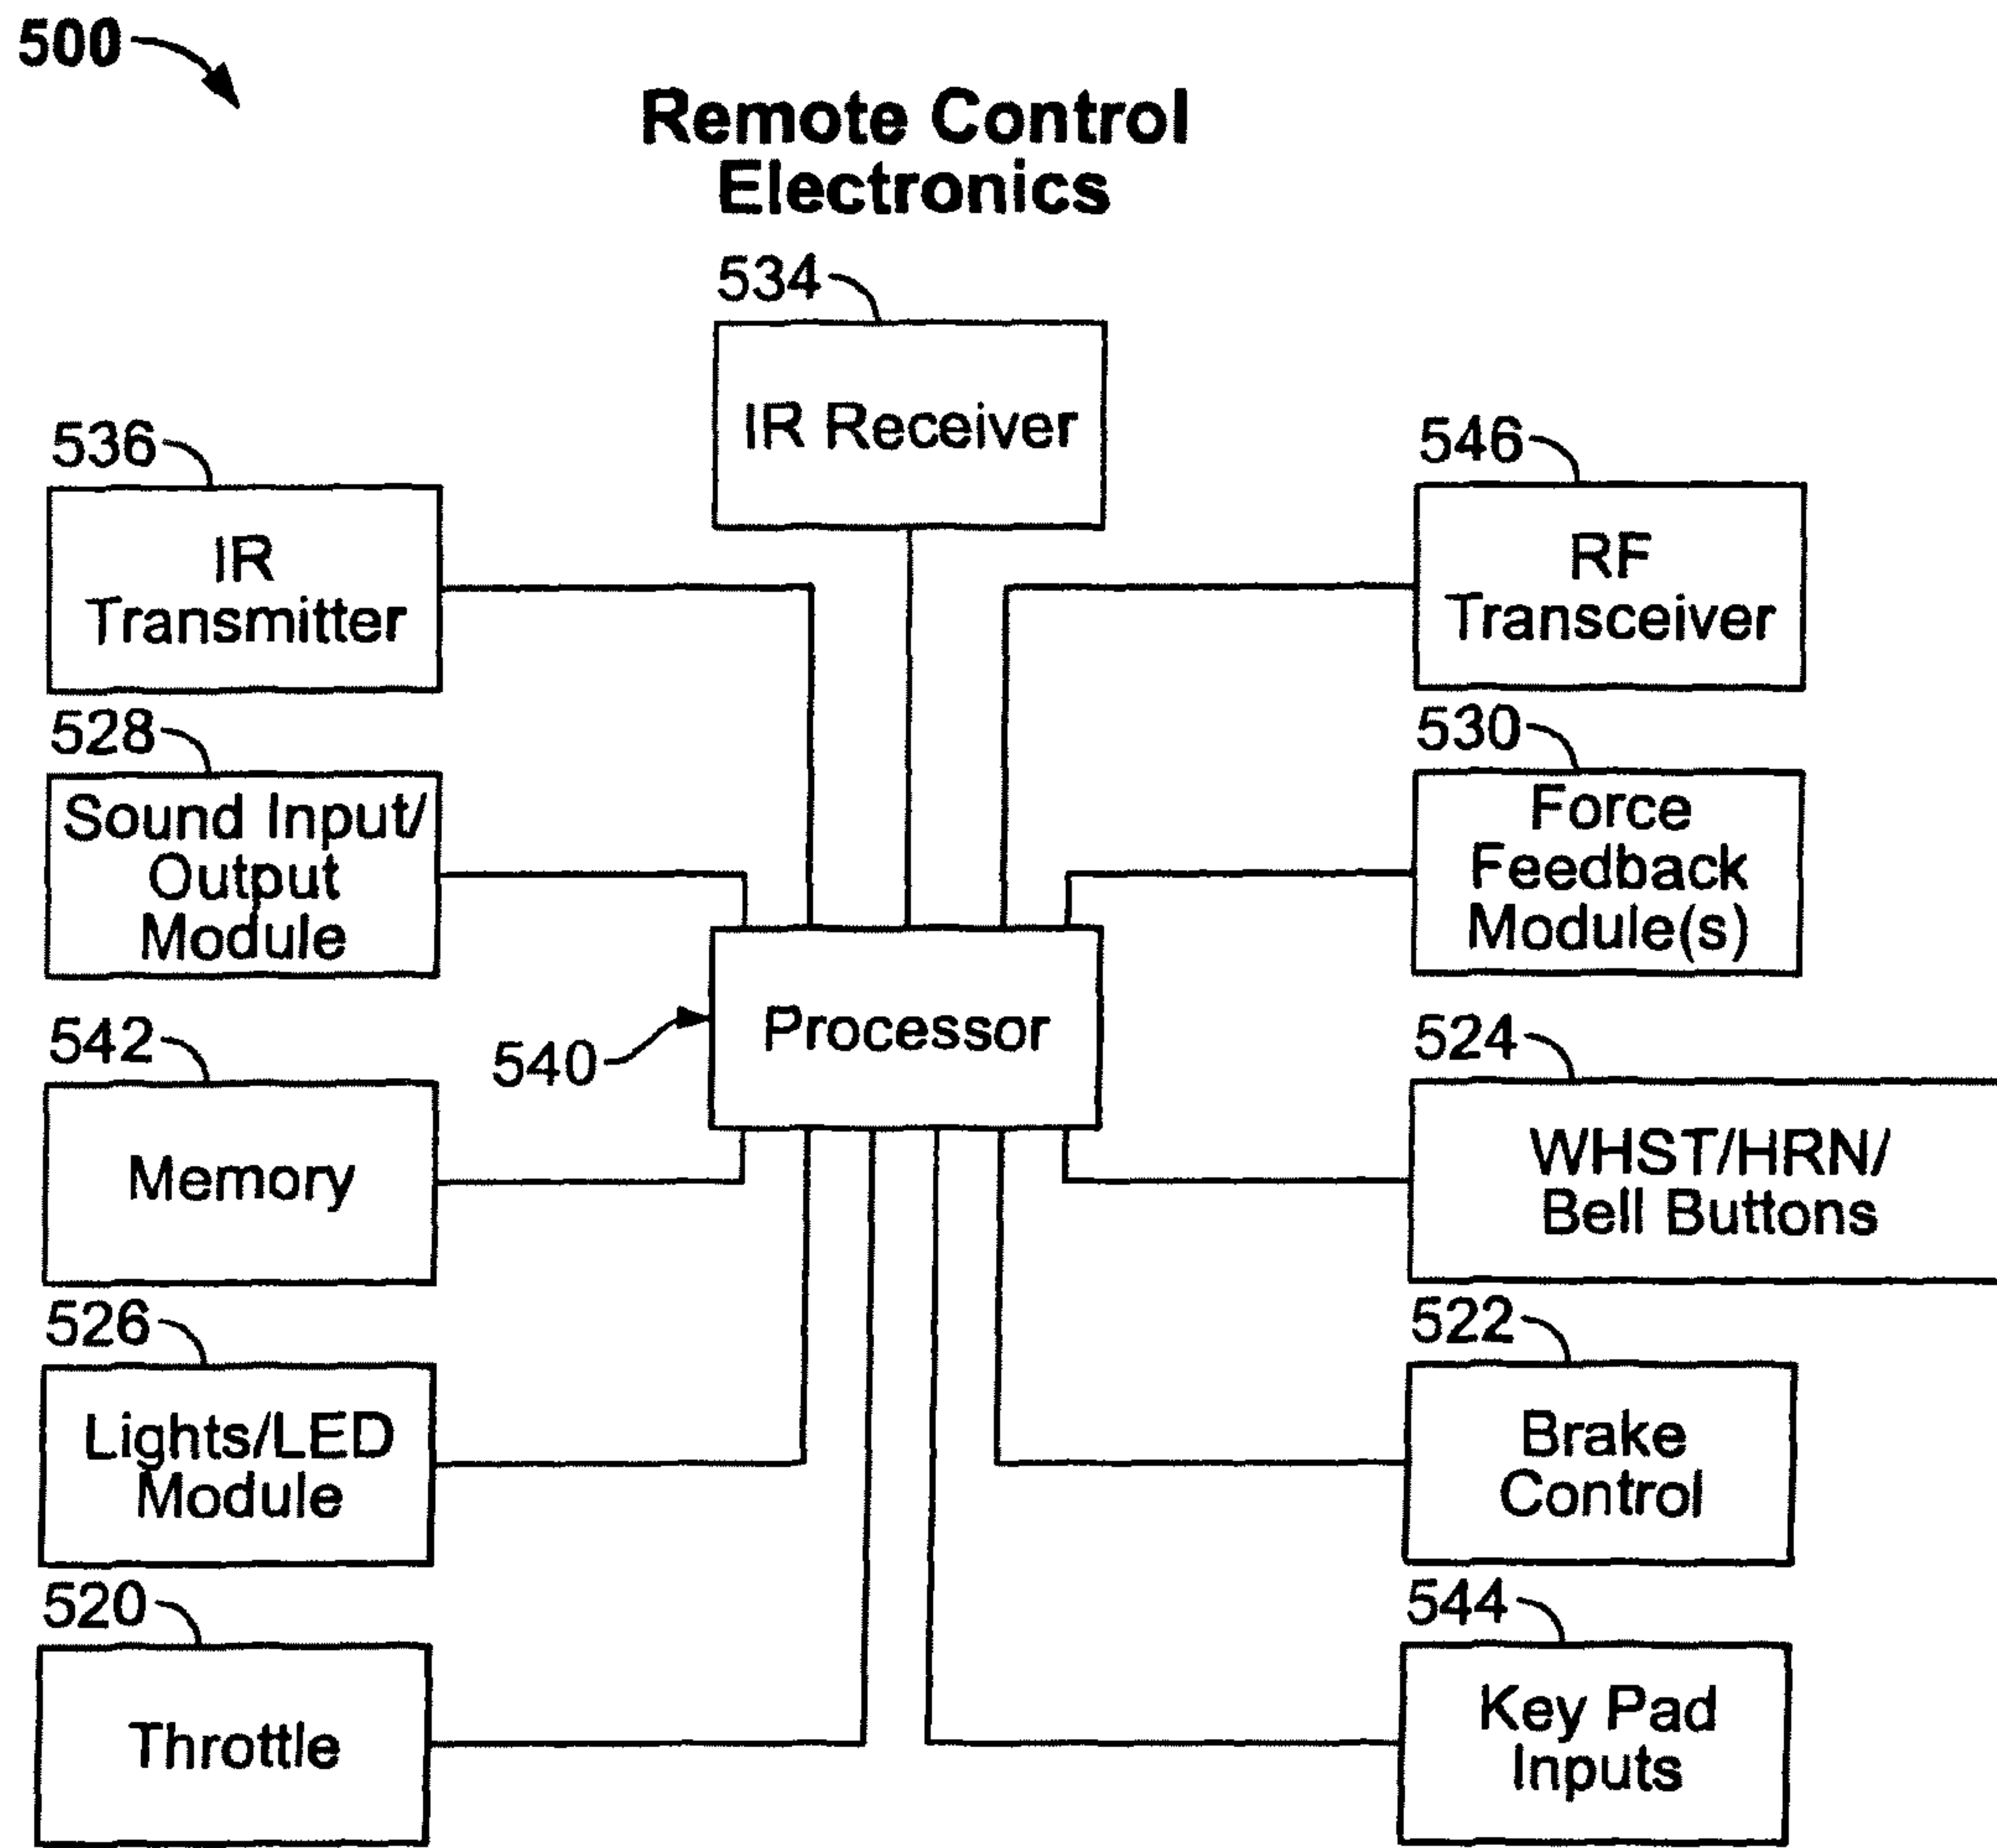 500
Remote Control
Electronics
534
IR Receiver
536
IR
Transmitter
546
RF
Transceiver
528
Sound Input/
Output
Module
530
Force
Feedback
Module(s)
540
Processor
542
Memory
524
WHST/HRN/
Bell Buttons
526
Lights/LED
Module
522
Brake
Control
520
Throttle
544
Key Pad
Inputs